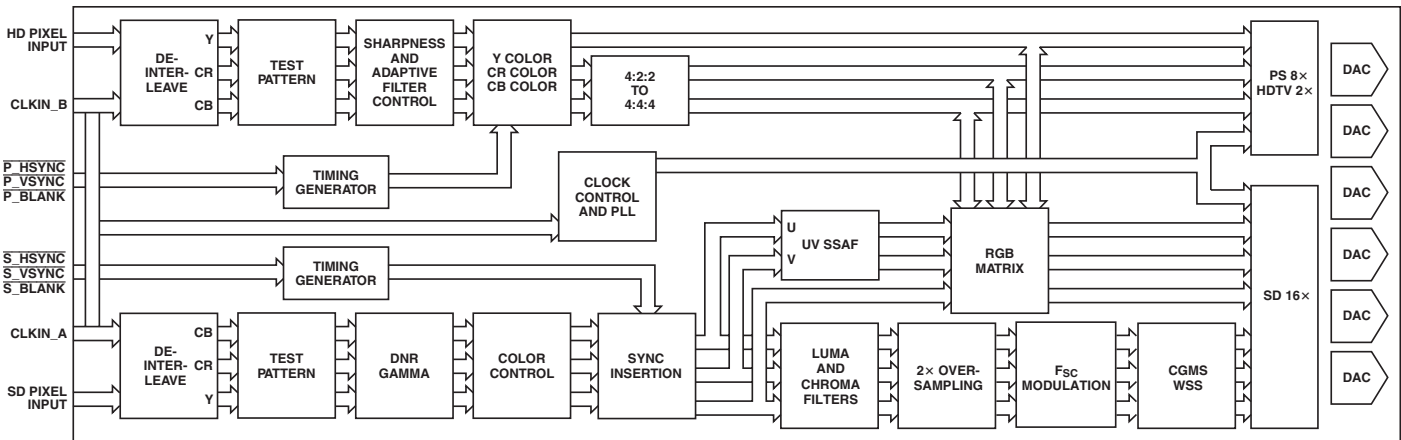 HD PIXEL
INPUT
CLKIN_B
P_HSYNC
P_VSYNC
P_BLANK
S_HSYNC
S_VSYNC
S_BLANK
CLKIN_A
SD PIXEL
INPUT
DE-
INTER-
LEAVE
Y
CR
CB
TEST
PATTERN
SHARPNESS
AND
ADAPTIVE
FILTER
CONTROL
Y COLOR
CR COLOR
CB COLOR
4:2:2
TO
4:4:4
PS 8×
HDTV 2×
TIMING
GENERATOR
CLOCK
CONTROL
AND PLL
TIMING
GENERATOR
U
V
UV SSAF
RGB
MATRIX
SD 16×
DE-
INTER-
LEAVE
CB
CR
Y
TEST
PATTERN
DNR
GAMMA
COLOR
CONTROL
SYNC
INSERTION
LUMA
AND
CHROMA
FILTERS
2× OVER-
SAMPLING
FSC
MODULATION
CGMS
WSS
DAC
DAC
DAC
DAC
DAC
DAC